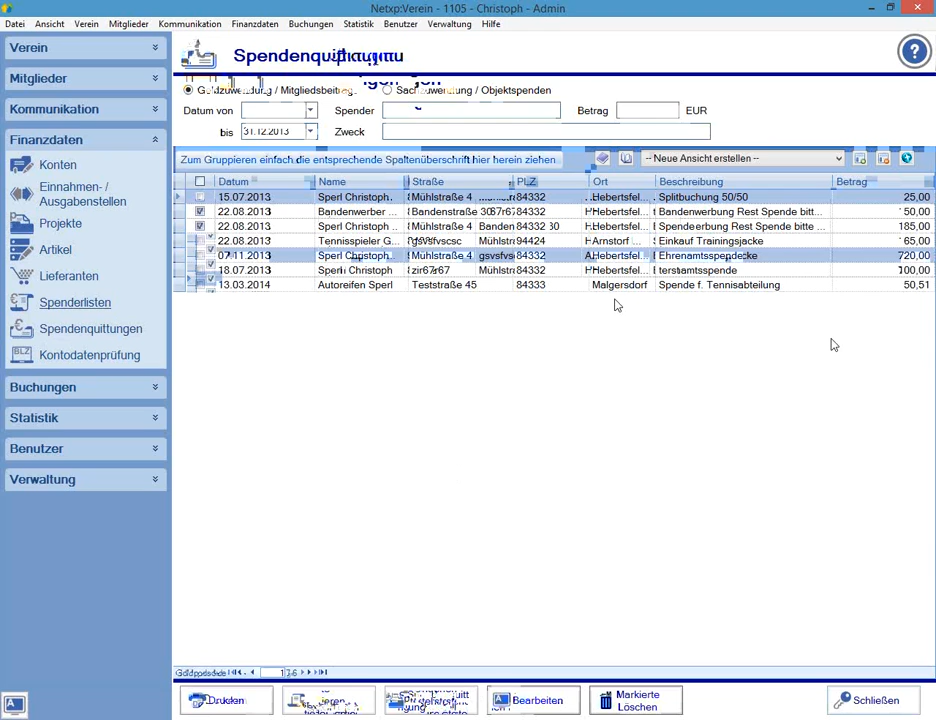 Netxp:Verein - 1105 - Christoph - Admin
Datei Ansicht Verein Mitglieder Kommunikation Finanzdaten Buchungen Statistik Benutzer Verwaltung Hilfe
Verein
Mitglieder
Kommunikation
Finanzdaten
Konten
Einnahmen- /
Ausgabenstellen
Projekte
Artikel
Lieferanten
Spenderlisten
Spendenquittungen
Kontodatenprüfung
Buchungen
Statistik
Benutzer
Verwaltung
Geldzuwendung / Mitgliedsbeitrag Sachzuwendung / Objektspenden
Datum von Spender Betrag EUR
bis 31.12.2013 Zweck
Zum Gruppieren einfach die entsprechende Spaltenüberschrift hier herein ziehen -- Neue Ansicht erstellen --
Datum Name Straße PLZ Ort Beschreibung Betrag
15.07.2013 Sperl Christoph Mühlstraße 4 84332 Hebertsfel... Splitbuchung 50/50 25,00
22.08.2013 Bandenwerber ... Bandenstraße 84332 Hebertsfel... Bandenwerbung Rest Spende bitt... 50,00
22.08.2013 Sperl Christoph ... Mühlstraße 4 84332 Hebertsfel... Spendeerbung Rest Spende bitte ... 185,00
22.08.2013 Tennisspieler G... 94424 Arnstorf Einkauf Trainingsjacke 65,00
07.11.2013 Sperl Christoph Mühlstraße 4 84332 Hebertsfel... 720,00
18.07.2013 Sperl Christoph 84332 Hebertsfel... 100,00
13.03.2014 Autoreifen Sperl Teststraße 45 84333 Malgersdorf Spende f. Tennisabteilung 50,51
Drucken Bearbeiten Markierte
Löschen Schließen